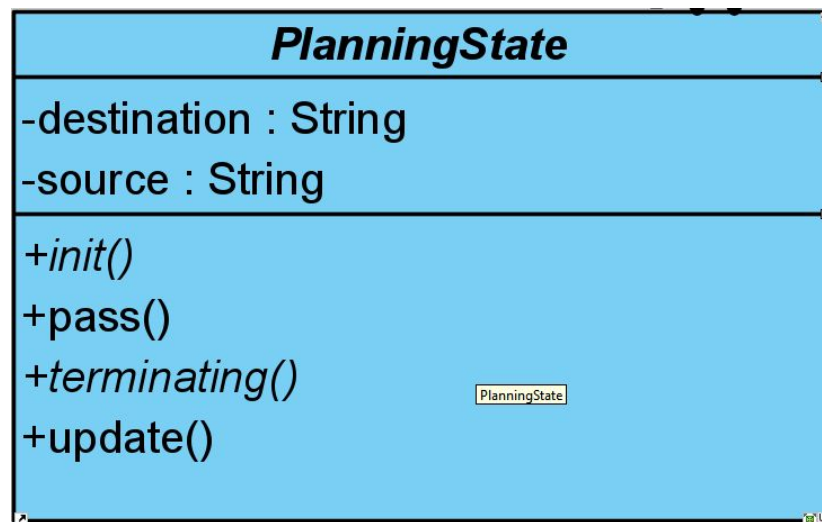 PlanningState
-destination : String
-source : String
+init()
+pass()
+terminating()
PlanningState
+update()